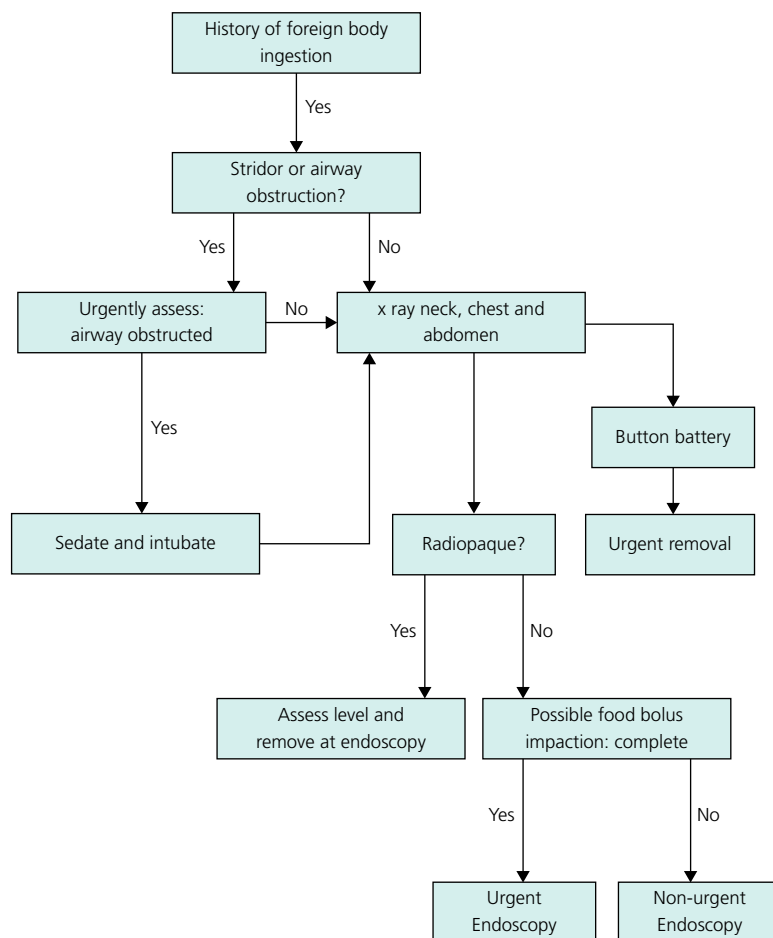 History of foreign body
ingestion
Yes
Stridor or airway
obstruction?
Yes
No
Urgently assess:
airway obstructed
No
x ray neck, chest and
abdomen
Yes
Button battery
Sedate and intubate
Radiopaque?
Urgent removal
Yes
No
Assess level and
remove at endoscopy
Possible food bolus
impaction: complete
Yes
No
Urgent
Endoscopy
Non-urgent
Endoscopy